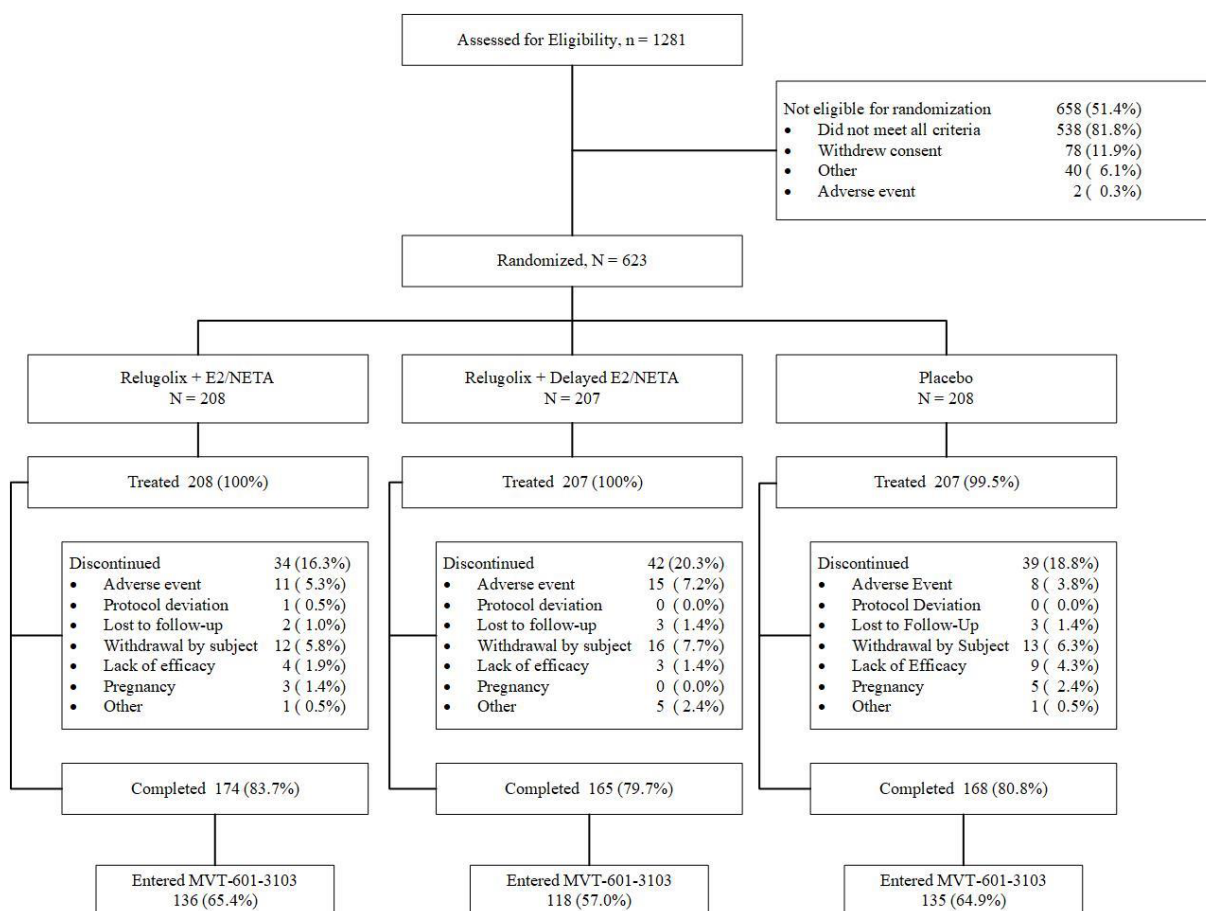 Assessed for Eligibility, n = 1281
Not eligible for randomization 658 (51.4%)
• Did not meet all criteria 538 (81.8%)
• Withdrew consent 78 (11.9%)
• Other 40 ( 6.1%)
• Adverse event 2 ( 0.3%)
Randomized, N = 623
Relugolix + E2/NETA
N = 208
Relugolix + Delayed E2/NETA
N = 207
Placebo
N = 208
Treated 208 (100%)
Treated 207 (100%)
Treated 207 (99.5%)
Discontinued 34 (16.3%)
• Adverse event 11 ( 5.3%)
• Protocol deviation 1 ( 0.5%)
• Lost to follow-up 2 ( 1.0%)
• Withdrawal by subject 12 ( 5.8%)
• Lack of efficacy 4 ( 1.9%)
• Pregnancy 3 ( 1.4%)
• Other 1 ( 0.5%)
Discontinued 42 (20.3%)
• Adverse event 15 ( 7.2%)
• Protocol deviation 0 ( 0.0%)
• Lost to follow-up 3 ( 1.4%)
• Withdrawal by subject 16 ( 7.7%)
• Lack of efficacy 3 ( 1.4%)
• Pregnancy 0 ( 0.0%)
• Other 5 ( 2.4%)
Discontinued 39 (18.8%)
• Adverse Event 8 ( 3.8%)
• Protocol Deviation 0 ( 0.0%)
• Lost to Follow-Up 3 ( 1.4%)
• Withdrawal by Subject 13 ( 6.3%)
• Lack of Efficacy 9 ( 4.3%)
• Pregnancy 5 ( 2.4%)
• Other 1 ( 0.5%)
Completed 174 (83.7%)
Completed 165 (79.7%)
Completed 168 (80.8%)
Entered MVT-601-3103
136 (65.4%)
Entered MVT-601-3103
118 (57.0%)
Entered MVT-601-3103
135 (64.9%)